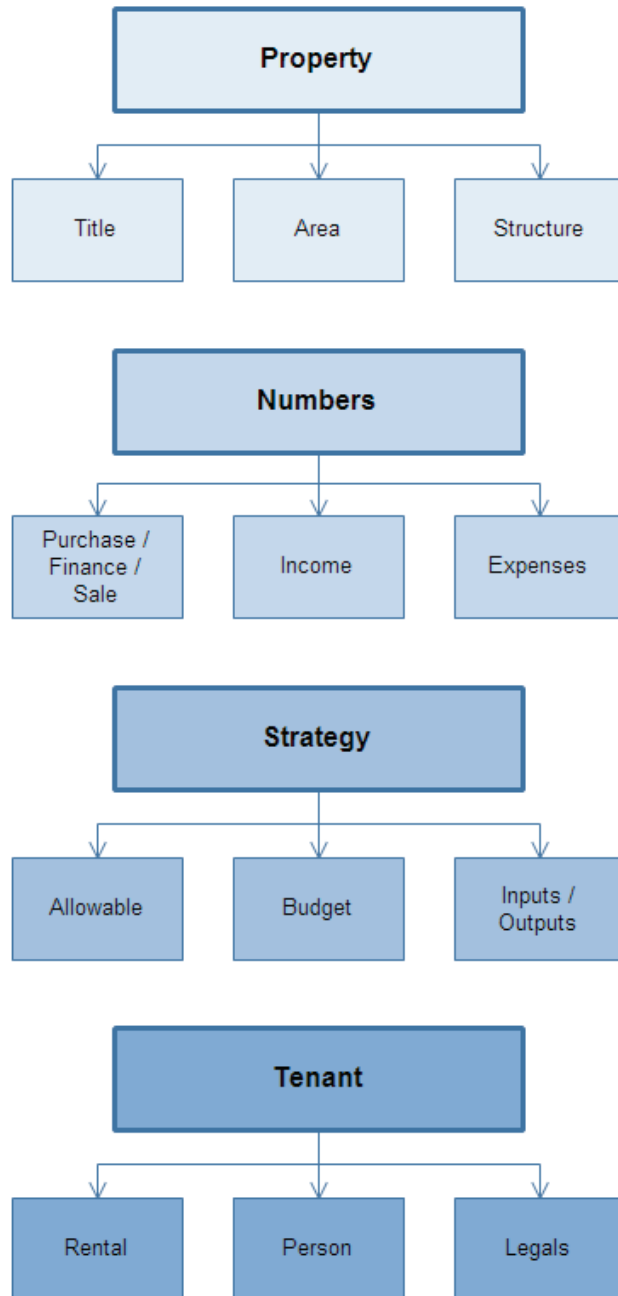 Property
Title
Area
Structure
Numbers
Purchase /
Finance /
Sale
Income
Expenses
Strategy
Allowable
Budget
Inputs /
Outputs
Tenant
Rental
Person
Legals